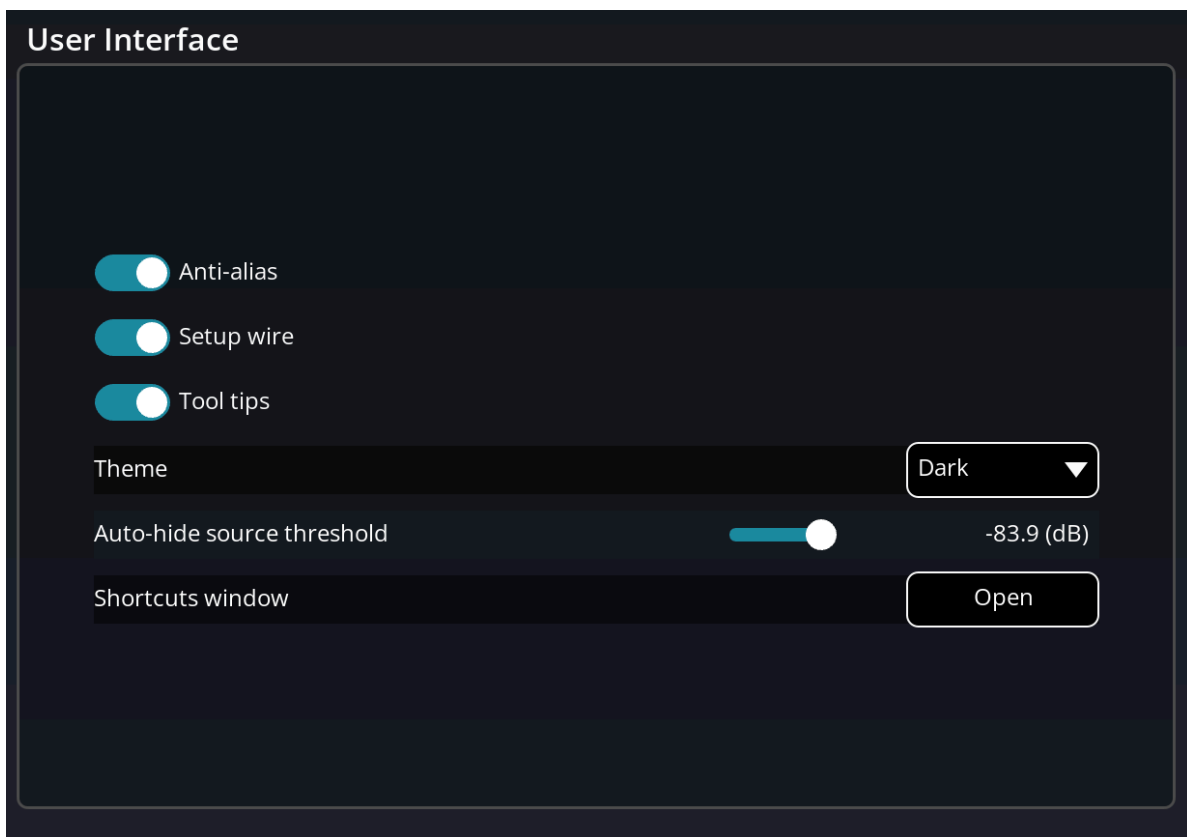 User Interface
Anti-alias
Setup wire
Tool tips
Theme Dark
Auto-hide source threshold -83.9 (dB)
Shortcuts window Open